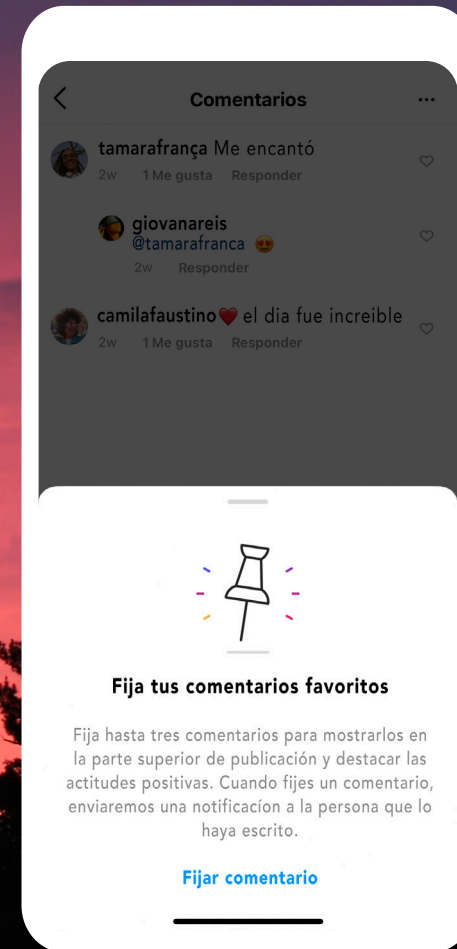 Comentarios
tamarafrança Me encantó
2w 1 Me gusta Responder
giovanareis
@tamarafranca 😍
2w Responder
camilafaustino❤️ el dia fue increible
2w 1 Me gusta Responder
Fija tus comentarios favoritos
Fija hasta tres comentarios para mostrarlos en
la parte superior de publicación y destacar las
actitudes positivas. Cuando fijes un comentario,
enviaremos una notificacíon a la persona que lo
haya escrito.
Fijar comentario